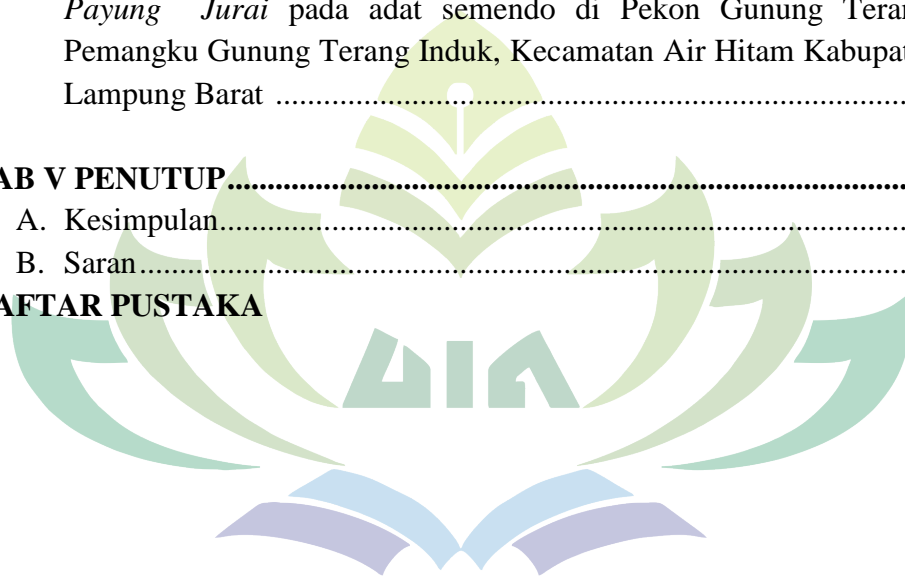 Payung Jurai pada adat semendo di Pekon Gunung Teran
Pemangku Gunung Terang Induk, Kecamatan Air Hitam Kabupat
Lampung Barat ................................................................................
AB V PENUTUP......................................................................................
A. Kesimpulan......................................................................................
B. Saran................................................................................................
AFTAR PUSTAKA
UIN